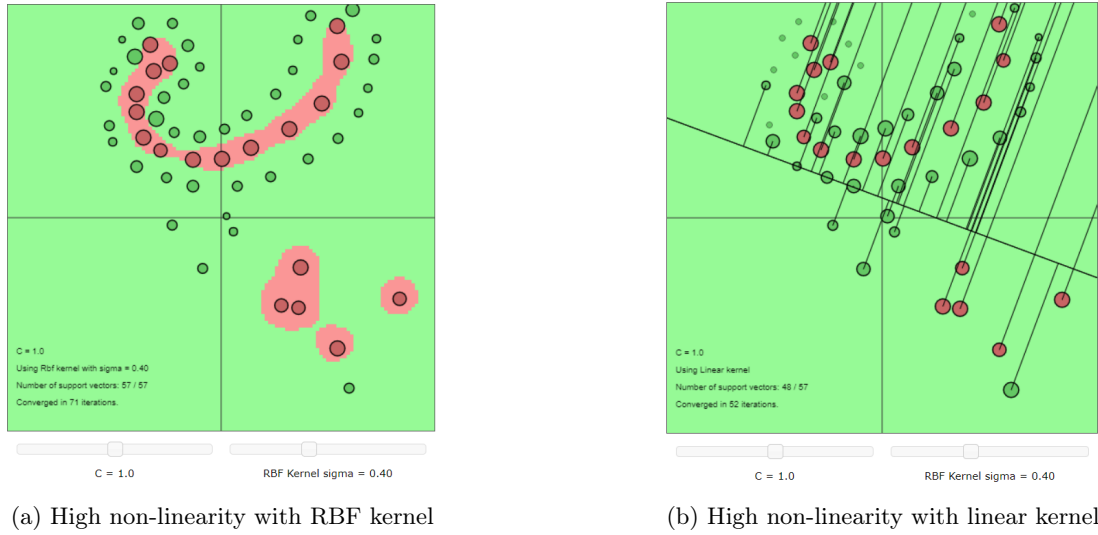 C = 1.0
Using Rbf kernel with sigma = 0.40
Number of support vectors: 57 / 57
Converged in 71 iterations.
C = 1.0
RBF Kernel sigma = 0.40
(a) High non-linearity with RBF kernel
C = 1.0
Using Linear kernel
Number of support vectors: 48 / 57
Converged in 52 iterations.
C = 1.0
RBF Kernel sigma = 0.40
(b) High non-linearity with linear kernel